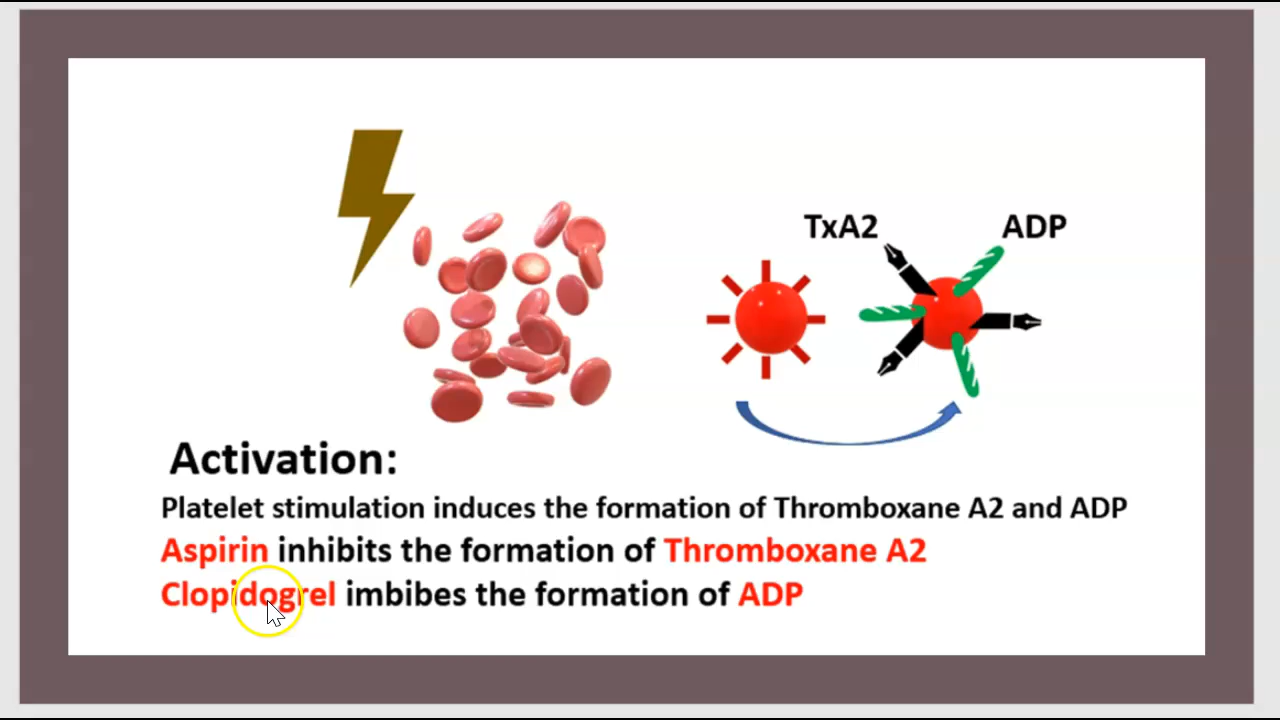 TxA2
ADP
Activation:
Platelet stimulation induces the formation of Thromboxane A2 and ADP
Aspirin inhibits the formation of Thromboxane A2
Clopidogrel imbibes the formation of ADP